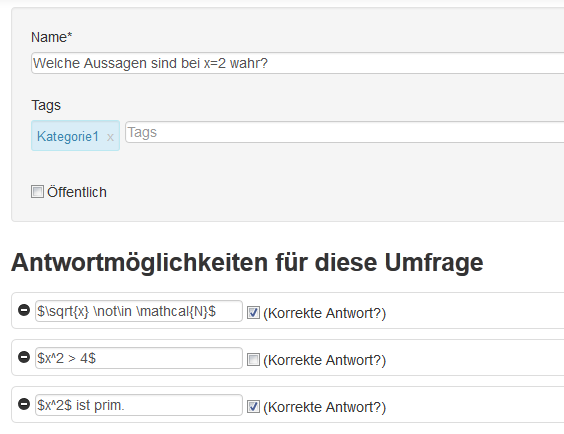 Name*
Welche Aussagen sind bei x=2 wahr?
Tags
Kategorie1 x Tags
Öffentlich
Antwortmöglichkeiten für diese Umfrage
$\sqrt{x} \not\in \mathcal{N}$ (Korrekte Antwort?)
$x^2 > 4$ (Korrekte Antwort?)
$x^2$ ist prim. (Korrekte Antwort?)